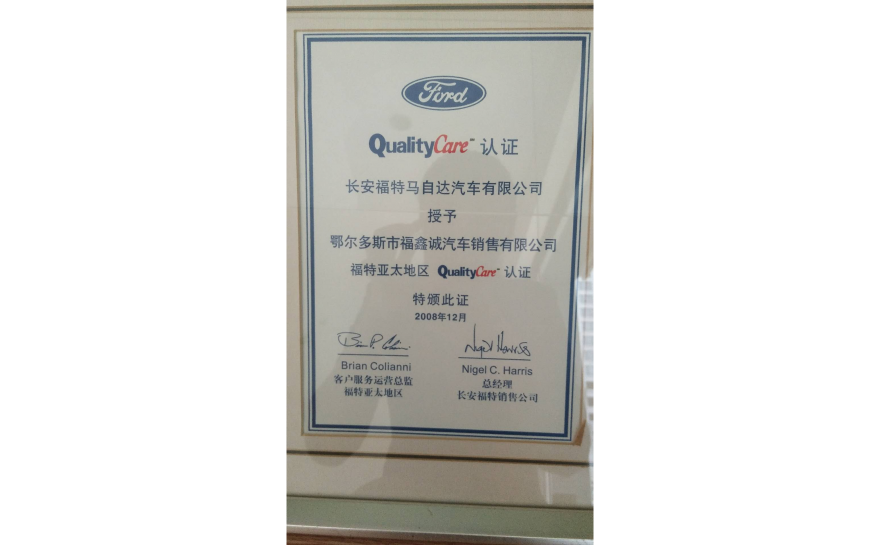 Ford
QualityCare™ 认证
长安福特马自达汽车有限公司
授予
鄂尔多斯市福鑫诚汽车销售有限公司
福特亚太地区 QualityCare™ 认证
特颁此证
2008年12月
Brian Colianni
客户服务运营总监
福特亚太地区
Nigel C. Harris
总经理
长安福特销售公司